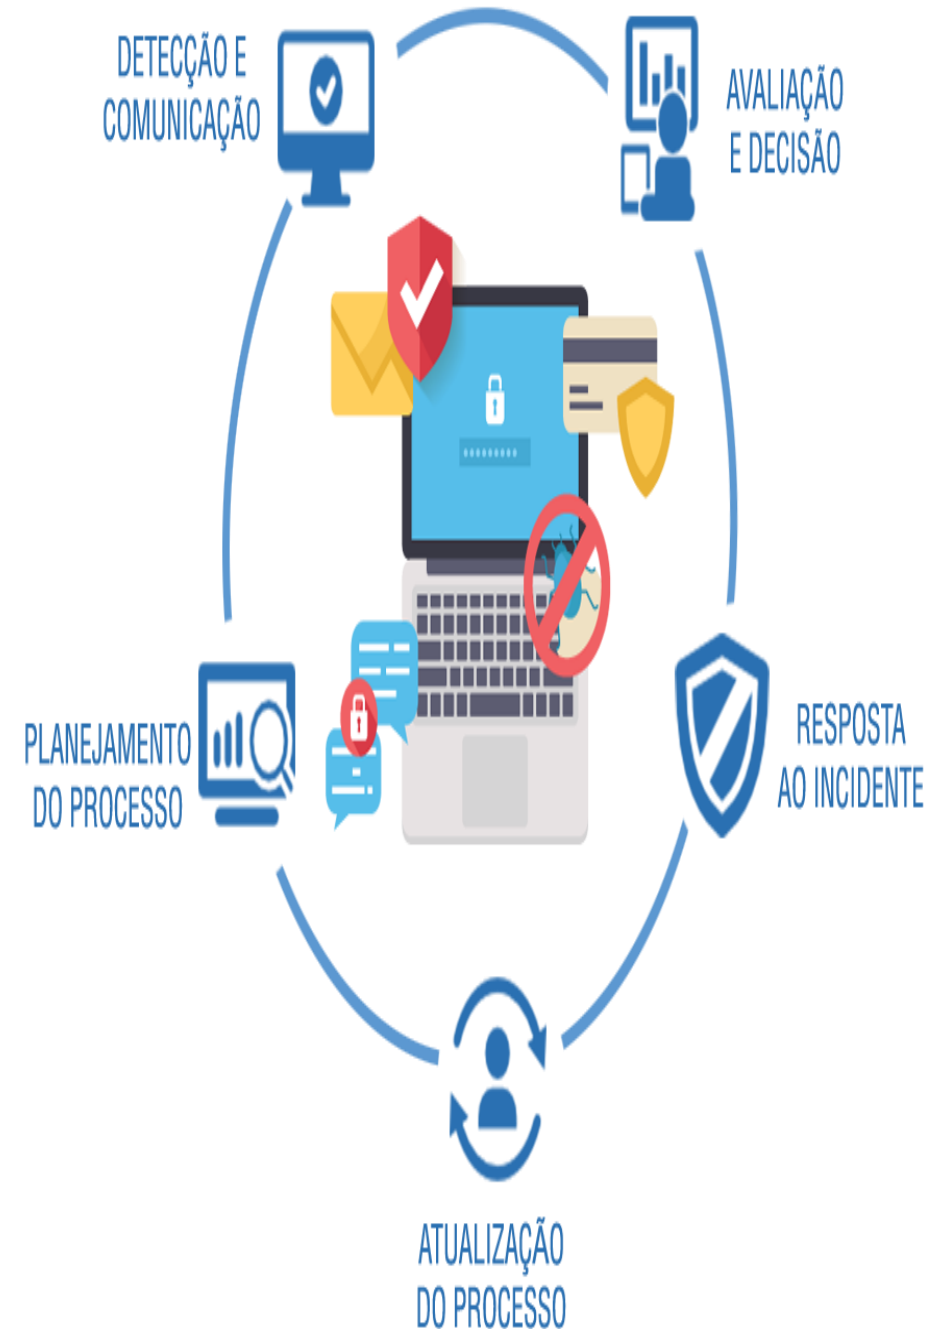 DETECÇÃO E
COMUNICAÇÃO
AVALIAÇÃO
E DECISÃO
PLANEJAMENTO
DO PROCESSO
RESPOSTA
AO INCIDENTE
ATUALIZAÇÃO
DO PROCESSO